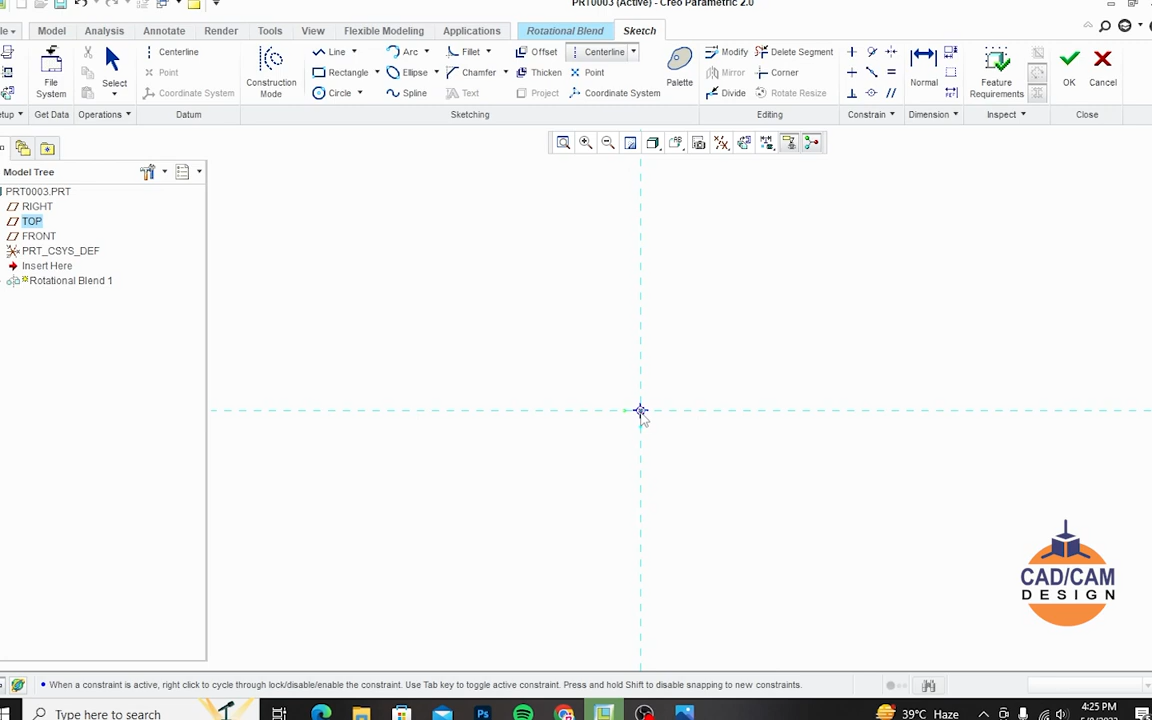 PRT0003 (Active) - Creo Parametric 2.0
Model Analysis Annotate Render Tools View Flexible Modeling Applications Rotational Blend Sketch
Centerline Line Arc Fillet Offset Centerline Modify Delete Segment
Point Rectangle Ellipse Chamfer Thicken Point Mirror Corner
Coordinate System Circle Spline Text Project Coordinate System Divide Rotate Resize
File System Select Construction Mode Palette Normal Feature Requirements OK Cancel
Get Data Operations Datum Sketching Editing Constrain Dimension Inspect Close
Model Tree
PRT0003.PRT
RIGHT
TOP
FRONT
PRT_CSYS_DEF
Insert Here
Rotational Blend 1
CAD/CAM
DESIGN
• When a constraint is active, right click to cycle through lock/disable/enable the constraint. Use Tab key to toggle active constraint. Press and hold Shift to disable snapping to new constraints.
Type here to search
39°C Haze
4:25 PM